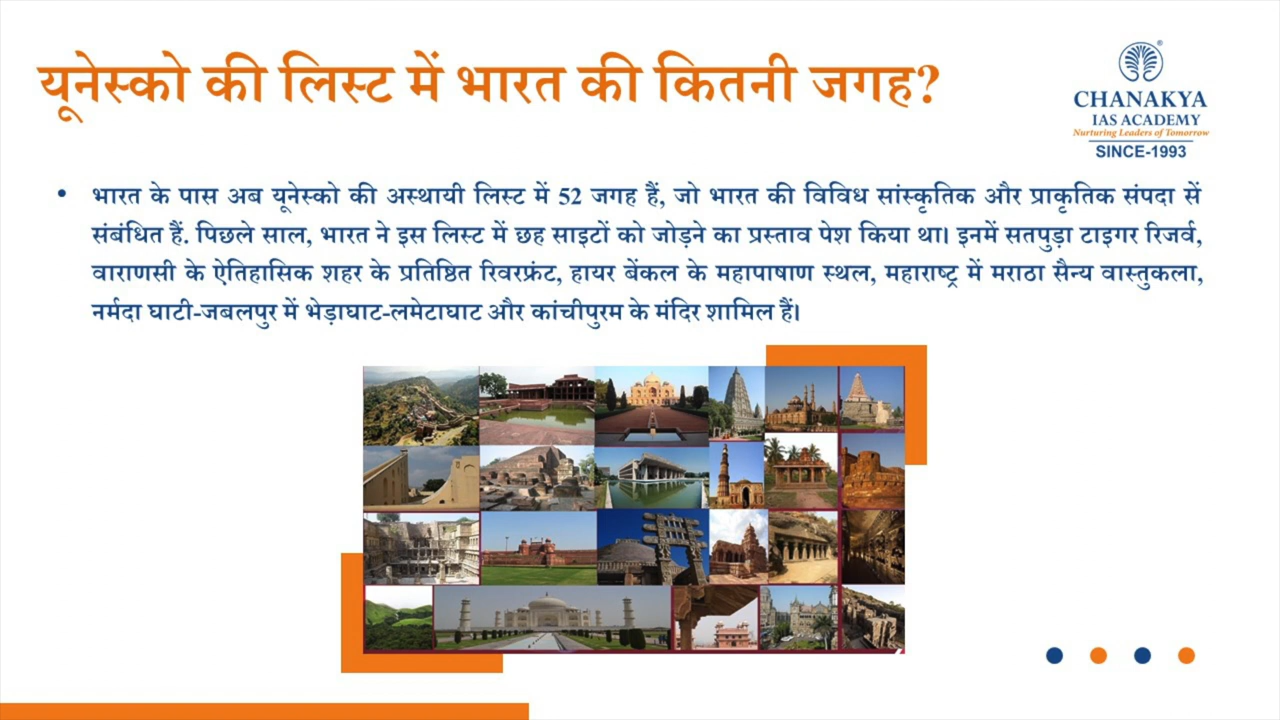 यूनेस्को की लिस्ट में भारत की कितनी जगह?
CHANAKYA
IAS ACADEMY
Nurturing Leaders of Tomorrow
SINCE-1993
• भारत के पास अब यूनेस्को की अस्थायी लिस्ट में 52 जगह हैं, जो भारत की विविध सांस्कृतिक और प्राकृतिक संपदा सें
संबंधित हैं. पिछले साल, भारत ने इस लिस्ट में छह साइटों को जोड़ने का प्रस्ताव पेश किया था। इनमें सतपुड़ा टाइगर रिजर्व,
वाराणसी के ऐतिहासिक शहर के प्रतिष्ठित रिवरफ्रंट, हायर बेंकल के महापाषाण स्थल, महाराष्ट्र में मराठा सैन्य वास्तुकला,
नर्मदा घाटी-जबलपुर में भेड़ाघाट-लमेटाघाट और कांचीपुरम के मंदिर शामिल हैं।